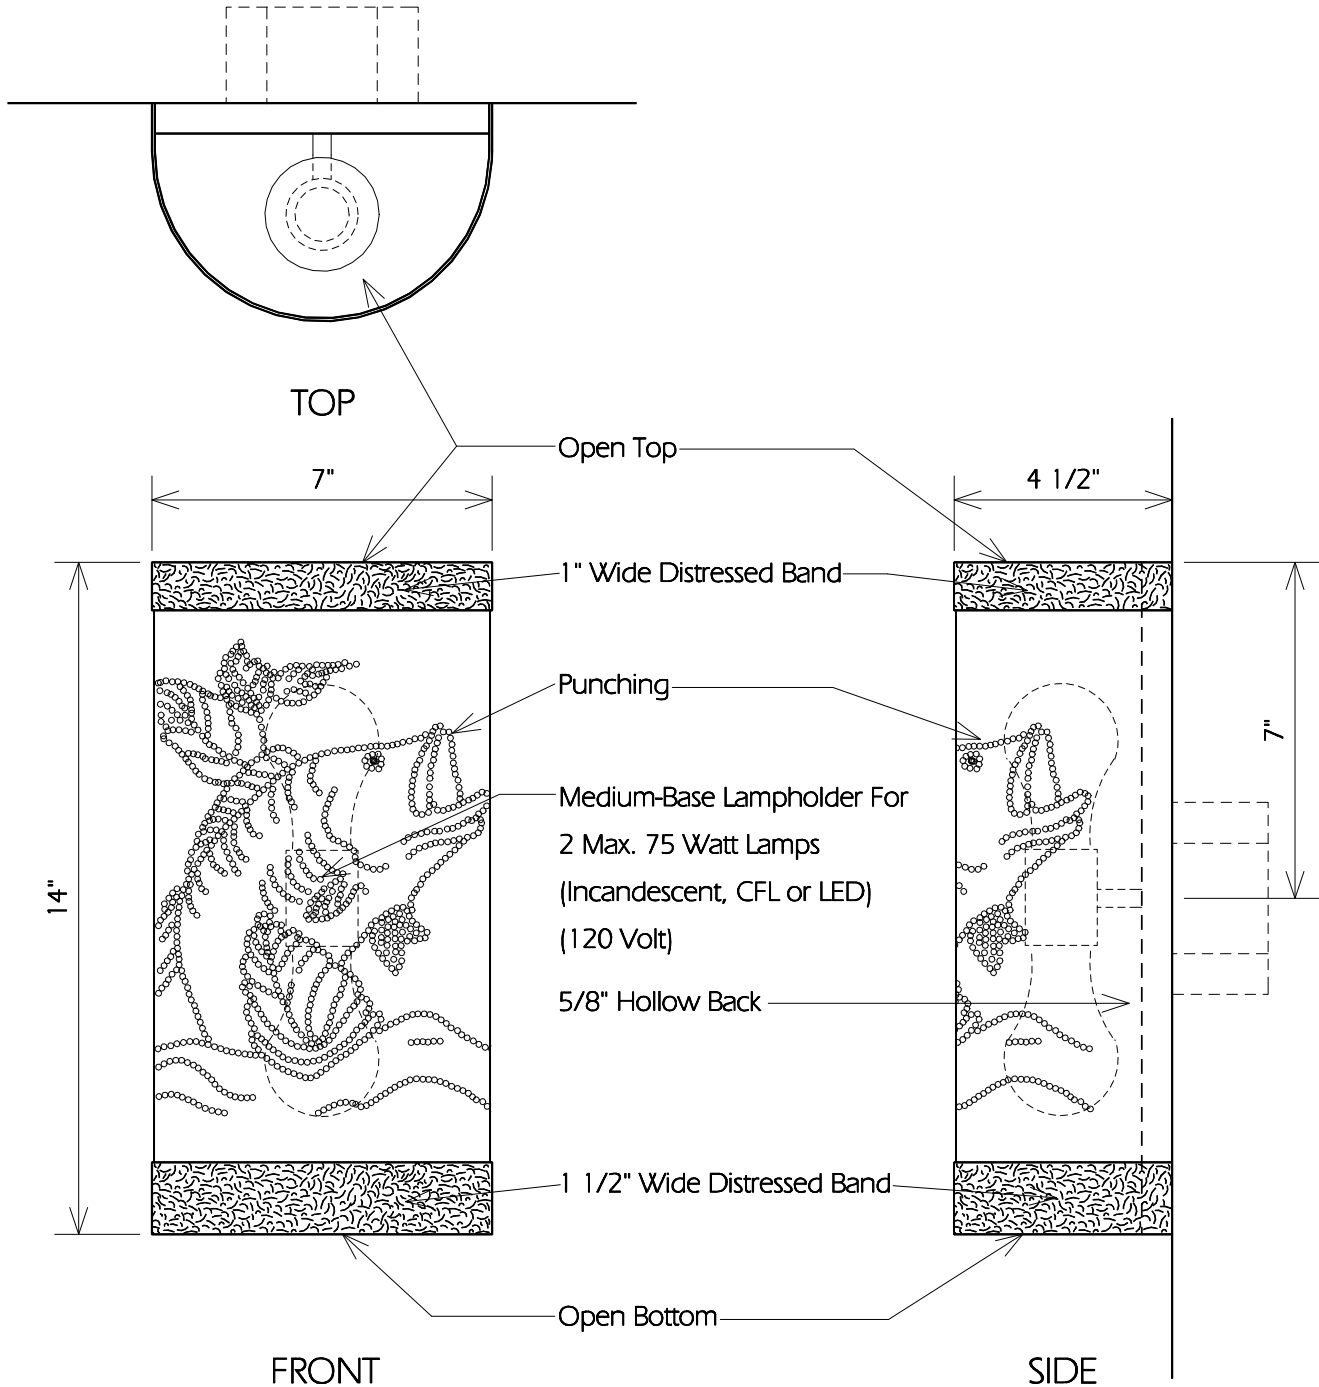 TOP
Open Top
7"
4 1/2"
1" Wide Distressed Band
Punching
7"
Medium-Base Lampholder For
2 Max. 75 Watt Lamps
(Incandescent, CFL or LED)
(120 Volt)
14"
5/8" Hollow Back
1 1/2" Wide Distressed Band
Open Bottom
FRONT
SIDE